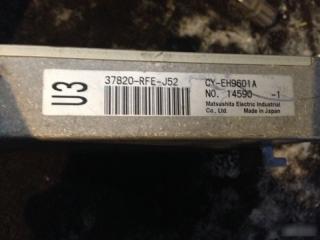 U3
37820-RFE-J52
CY-EH9601A
NO. 14590 -1
Matsushita Electric Industrial
Co., Ltd. Made in Japan